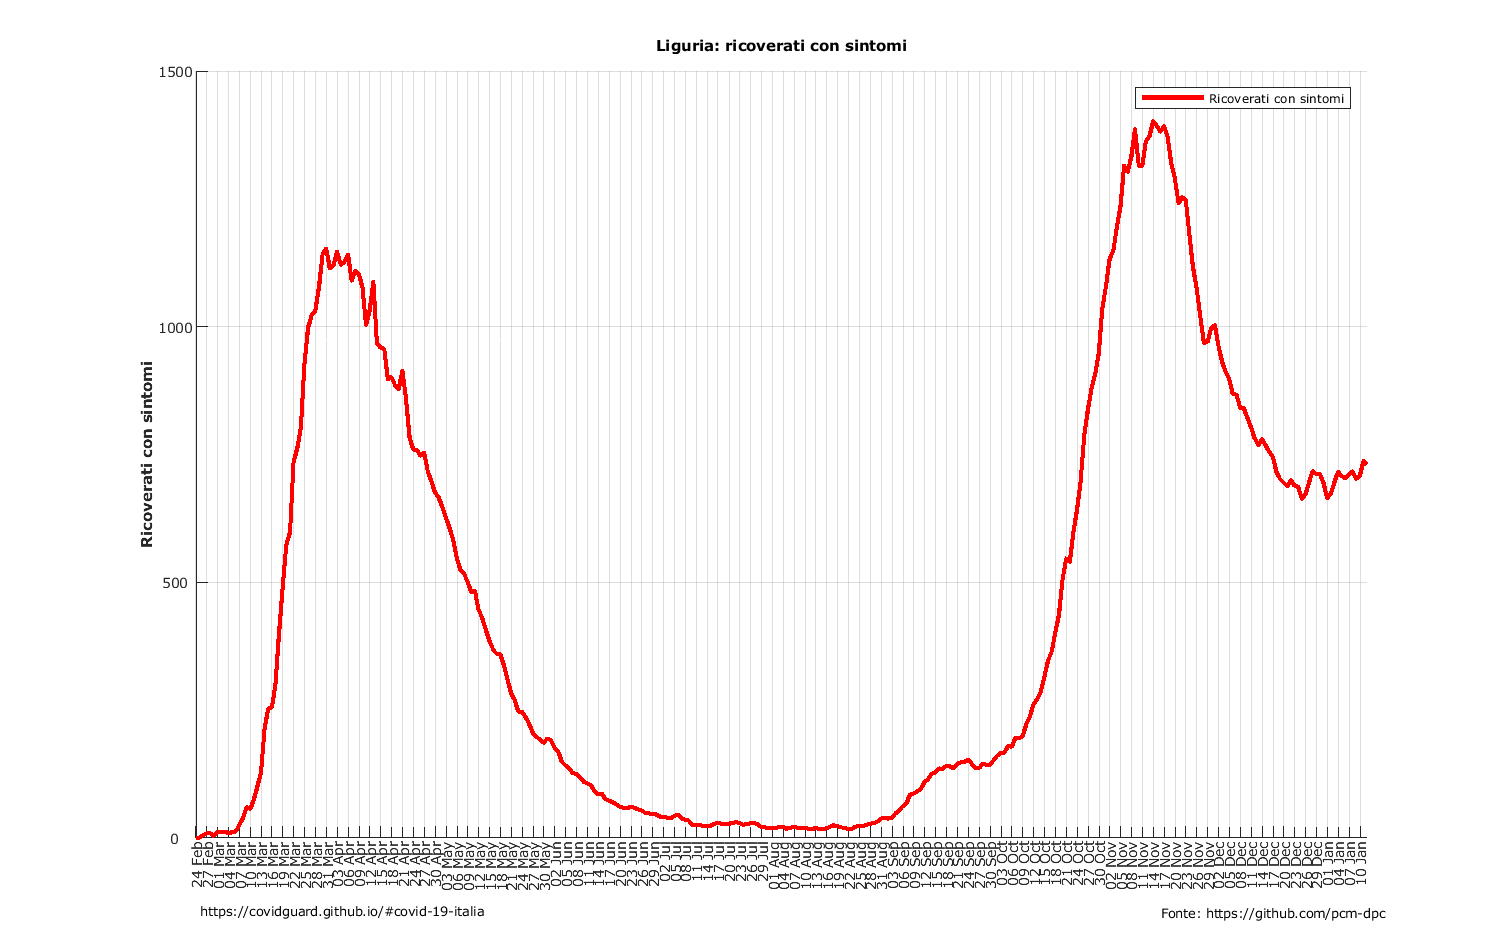 Liguria: ricoverati con sintomi
1500
Ricoverati con sintomi
1000
Ricoverati con sintomi
500
0
24 Feb
27 Feb
01 Mar
04 Mar
07 Mar
10 Mar
13 Mar
16 Mar
19 Mar
22 Mar
25 Mar
28 Mar
31 Mar
03 Apr
06 Apr
09 Apr
12 Apr
15 Apr
18 Apr
21 Apr
24 Apr
27 Apr
30 Apr
03 May
06 May
09 May
12 May
15 May
18 May
21 May
24 May
27 May
30 May
02 Jun
05 Jun
08 Jun
11 Jun
14 Jun
17 Jun
20 Jun
23 Jun
26 Jun
29 Jun
02 Jul
05 Jul
08 Jul
11 Jul
14 Jul
17 Jul
20 Jul
23 Jul
26 Jul
29 Jul
01 Aug
04 Aug
07 Aug
10 Aug
13 Aug
16 Aug
19 Aug
22 Aug
25 Aug
28 Aug
31 Aug
03 Sep
06 Sep
09 Sep
12 Sep
15 Sep
18 Sep
21 Sep
24 Sep
27 Sep
30 Sep
03 Oct
06 Oct
09 Oct
12 Oct
15 Oct
18 Oct
21 Oct
24 Oct
27 Oct
30 Oct
02 Nov
05 Nov
08 Nov
11 Nov
14 Nov
17 Nov
20 Nov
23 Nov
26 Nov
29 Nov
02 Dec
05 Dec
08 Dec
11 Dec
14 Dec
17 Dec
20 Dec
23 Dec
26 Dec
29 Dec
01 Jan
04 Jan
07 Jan
10 Jan
https://covidguard.github.io/#covid-19-italia
Fonte: https://github.com/pcm-dpc